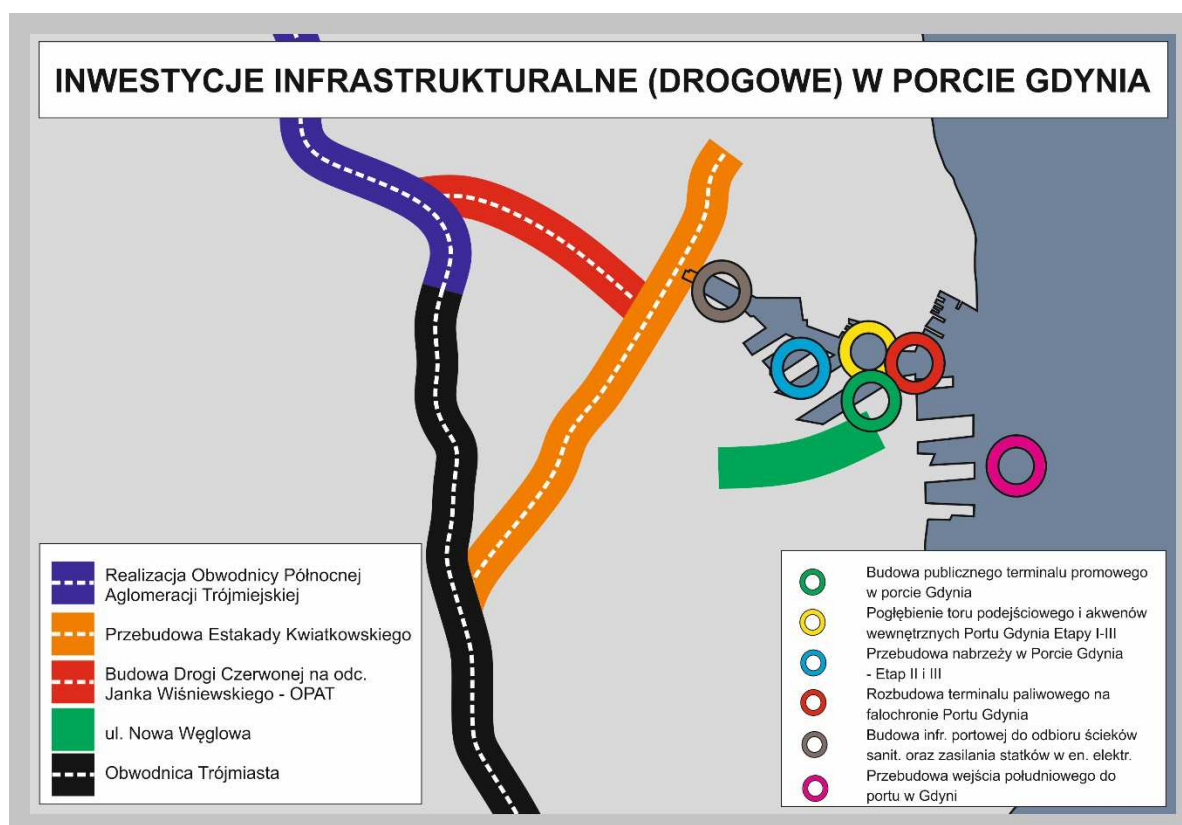 INWESTYCJE INFRASTRUKTURALNE (DROGOWE) W PORCIE GDYNIA
Realizacja Obwodnicy Północnej
Aglomeracji Trójmiejskiej
Przebudowa Estakady Kwiatkowskiego
Budowa Drogi Czerwonej na odc.
Janka Wiśniewskiego - OPAT
ul. Nowa Węglowa
Obwodnica Trójmiasta
Budowa publicznego terminalu promowego
w porcie Gdynia
Pogłębienie toru podejściowego i akwenów
wewnętrznych Portu Gdynia Etapy I-III
Przebudowa nabrzeży w Porcie Gdynia
- Etap II i III
Rozbudowa terminalu paliwowego na
falochronie Portu Gdynia
Budowa infr. portowej do odbioru ścieków
sanit. oraz zasilania statków w en. elektr.
Przebudowa wejścia południowego do
portu w Gdyni